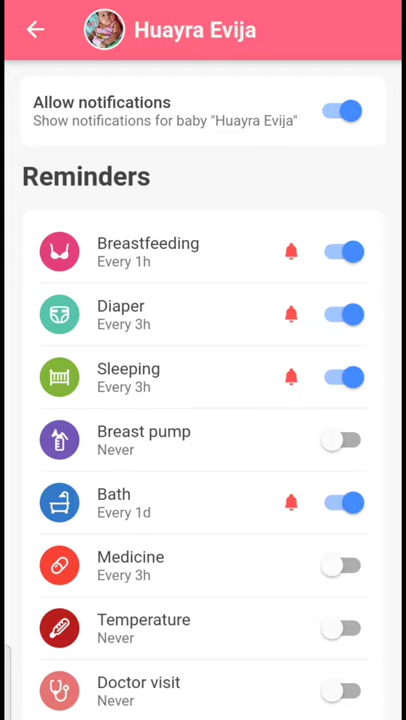 Huayra Evija
Allow notifications
Show notifications for baby "Huayra Evija"
Reminders
Breastfeeding
Every 1h
Diaper
Every 3h
Sleeping
Every 3h
Breast pump
Never
Bath
Every 1d
Medicine
Every 3h
Temperature
Never
Doctor visit
Never